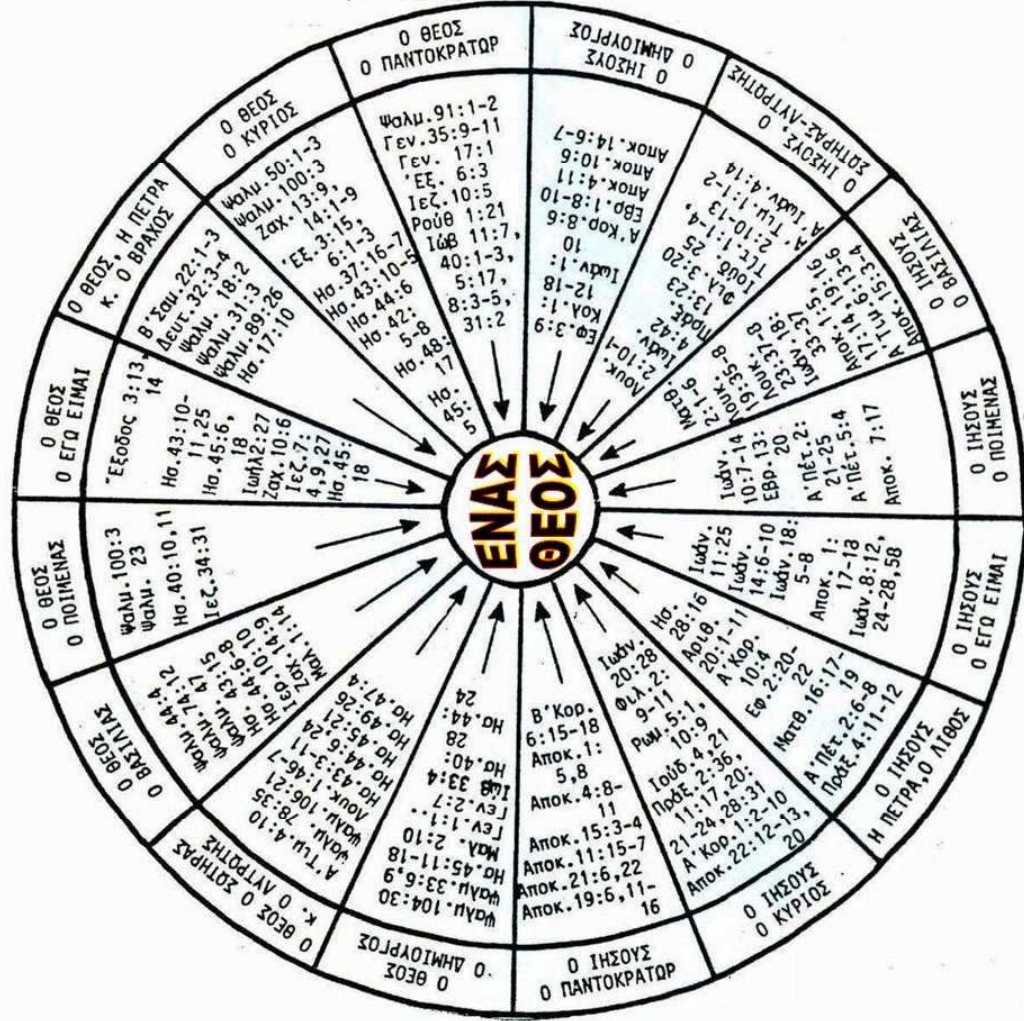 Ο ΘΕΟΣ
Ο ΠΑΝΤΟΚΡΑΤΩΡ
Ψαλμ.91:1-2
Γεν.35:9-11
Γεν. 17:1
Έξ. 6:3
Ιεζ.10:5
Ρούθ 1:21
Ιώβ 11:7,
40:1-3,
5:17,
8:3-5,
31:2
Ο ΙΗΣΟΥΣ
Ο ΔΗΜΙΟΥΡΓΟΣ
Εφ.3:9
Κολ.1:
12-18
Ιωάν.1:
10
Α'Κορ.8:6
Εβρ.1:8-10
Αποκ.4:11
Αποκ.10:6
Αποκ.14:6-7
Ο ΙΗΣΟΥΣ, Ο
ΣΩΤΗΡΑΣ-ΛΥΤΡΩΤΗΣ
Λουκ.
2:10-1
Ιωάν.
4:42
Πράξ.
13:23
Φιλ.3:20
Ιούδ 25
Τίτ.1:1-4,
2:10-13
Α Τιμ.1:1-2
Α Ιωάν.4:14
Ο ΙΗΣΟΥΣ
Ο ΒΑΣΙΛΙΑΣ
Ματθ
2:1-6
Λουκ
19:35-8
Λουκ.
23:37-8
Ιωάν 18:
33-37
Αποκ 1:5,
17:14,19:16
Α Τιμ 6:13-6
Αποκ.15:3-4
Ο ΙΗΣΟΥΣ
Ο ΠΟΙΜΕΝΑΣ
Ιωάν.
10:7-14
Εβρ. 13:
20
Α'Πέτ.2:
21-25
Α'Πέτ.5:4
Αποκ. 7:17
Ο ΙΗΣΟΥΣ
Ο ΕΓΩ ΕΙΜΑΙ
Ιωάν.
11:25
Ιωάν.
14:6-10
Ιωάν.18:
5-8
Αποκ. 1:
17-18
Ιωάν.8:12,
24-28,58
Ο ΙΗΣΟΥΣ
Η ΠΕΤΡΑ,Ο ΛΙΘΟΣ
Ησ.
28:16
Αριθ.
20:1-11
Α'Κορ.
10:4
Εφ.2:20-
22
Ματθ.16:17-
19
Α'Πέτ.2:6-8
Πράξ.4:11-12
Ο ΙΗΣΟΥΣ
Ο ΚΥΡΙΟΣ
Ιωάν.
20:28
Φιλ.2:
9-11
Ρωμ.5:1,
10:9
Ιούδ 4,21
Πράξ.2:36
11:17,20:
21-24,28:31
Α'Κορ.1:2-10
Αποκ.22:12-13,
20
Ο ΙΗΣΟΥΣ
Ο ΠΑΝΤΟΚΡΑΤΩΡ
Β'Κορ.
6:15-18
Αποκ.1:
5,8
Αποκ.4:8-
11
Αποκ.15:3-4
Αποκ.11:15-7
Αποκ.21:6,22
Αποκ.19:6,11-
16
Ο ΘΕΟΣ
Ο ΔΗΜΙΟΥΡΓΟΣ
Ψαλμ.104:30
Ψαλμ.33:6,9
Ησ.45:11-18
Μαλ. 2:10
Γεν.1:1..
Γεν.2:7
Ιώβ 33:4
Ησ.40:
28
Ησ.44:
24
Ο ΘΕΟΣ Ο ΣΩΤΗΡΑΣ
κ. Ο ΛΥΤΡΩΤΗΣ
Α'Τιμ.4:10
Ψαλμ. 78:35
Ψαλμ. 106:21
Λουκ.1:46-7
Ησ.43:3-11
Ησ.44:6,24
Ησ.45:21
Ησ.49:26
Ησ.47:4
Ο ΘΕΟΣ
Ο ΒΑΣΙΛΙΑΣ
Ψαλμ 44:4
Ψαλμ.74:12
Ψαλμ. 47
Ησ. 43:15
Ησ.44:6-8
Ιερ.10:10
Ζαχ.14:9
Μαλ.1:14
Ο ΘΕΟΣ
Ο ΠΟΙΜΕΝΑΣ
Ψαλμ.100:3
Ψαλμ. 23
Ησ.40:10,11
Ιεζ.34:31
Ο ΘΕΟΣ
Ο ΕΓΩ ΕΙΜΑΙ
Έξοδος 3:13,
14
Ησ.43:10-
11,25
Ησ.45:6,
18
Ιωήλ2:27
Ζαχ.10:6
Ιεζ.7:
4,9,27
Ησ.45:
18
Ο ΘΕΟΣ, Η ΠΕΤΡΑ
κ. Ο ΒΡΑΧΟΣ
Β'Σαμ.22:1-3
Δευτ.32:3-4
Ψαλμ. 18:2
Ψαλμ.31:3
Ψαλμ 89:26
Ησ.17:10
Ο ΘΕΟΣ
Ο ΚΥΡΙΟΣ
Ψαλμ.50:1-3
Ψαλμ.100:3
Ζαχ.13:9,
14:1-9
Έξ 3:15,
6:1-3
Ησ 37:16-7
Ησ.43:10-5
Ησ.44:6
Ησ.42:
5-8
Ησ.48:
17
Ησ.
45:
5
ΕΝΑΣ
ΘΕΟΣ